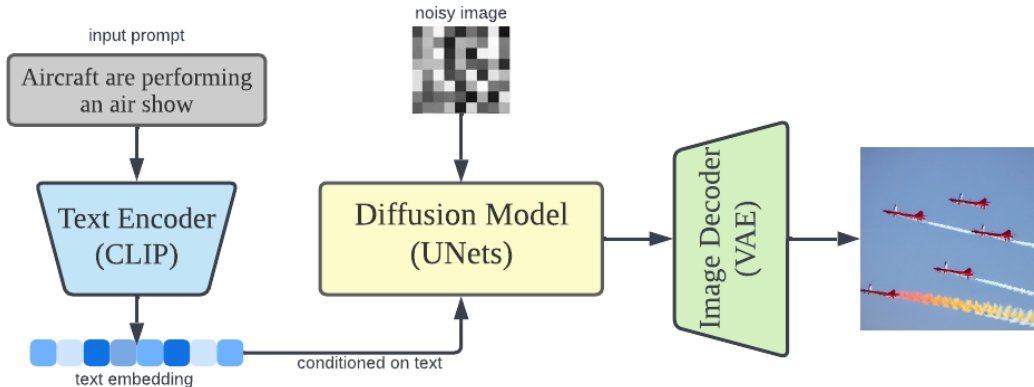 input prompt
Aircraft are performing
an air show
Text Encoder
(CLIP)
text embedding
conditioned on text
noisy image
Diffusion Model
(UNets)
Image Decoder
(VAE)